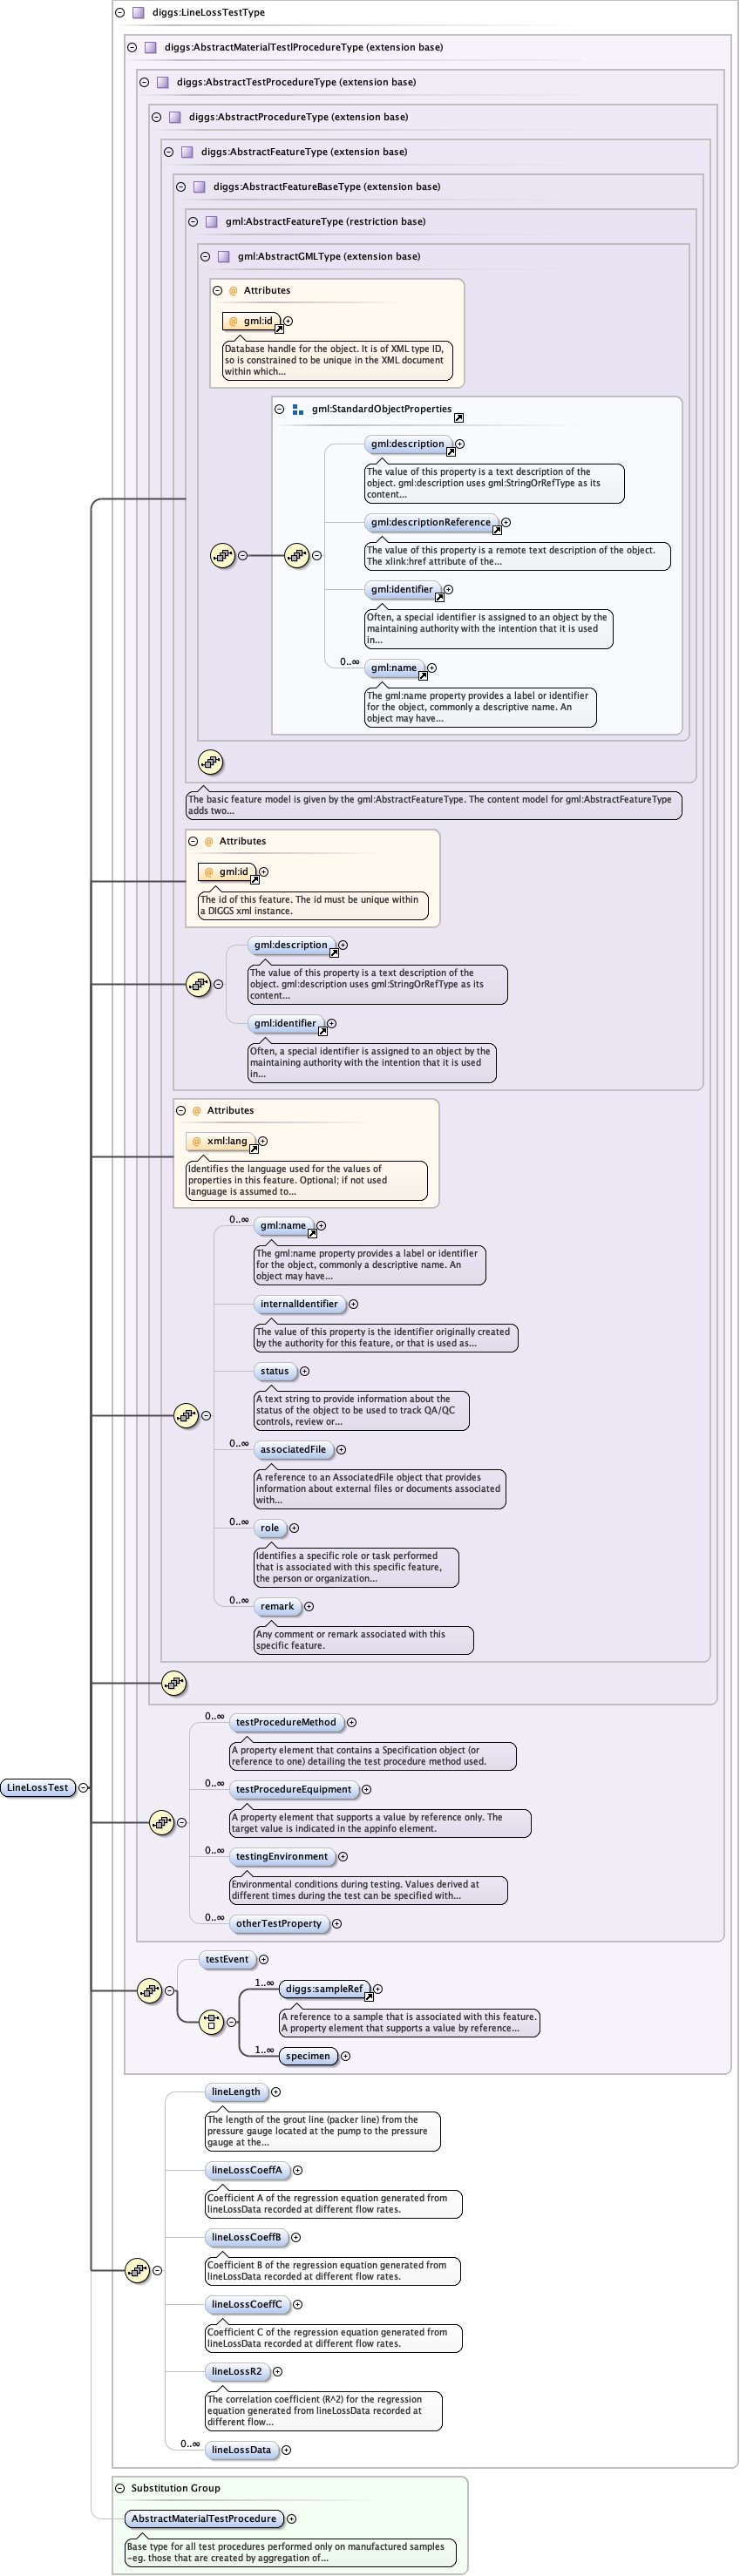 diggs:LineLossTestType
diggs:AbstractMaterialTestlProcedureType (extension base)
diggs:AbstractTestProcedureType (extension base)
diggs:AbstractProcedureType (extension base)
diggs:AbstractFeatureType (extension base)
diggs:AbstractFeatureBaseType (extension base)
gml:AbstractFeatureType (restriction base)
gml:AbstractGMLType (extension base)
@ Attributes
@ gml:id
Database handle for the object. It is of XML type ID,
so is constrained to be unique in the XML document
within which...
gml:StandardObjectProperties
gml:description
The value of this property is a text description of the
object. gml:description uses gml:StringOrRefType as its
content...
gml:descriptionReference
The value of this property is a remote text description of the object.
The xlink:href attribute of the...
gml:identifier
Often, a special identifier is assigned to an object by the
maintaining authority with the intention that it is used
in...
0..∞
gml:name
The gml:name property provides a label or identifier
for the object, commonly a descriptive name. An
object may have...
The basic feature model is given by the gml:AbstractFeatureType. The content model for gml:AbstractFeatureType
adds two...
@ Attributes
@ gml:id
The id of this feature. The id must be unique within
a DIGGS xml instance.
gml:description
The value of this property is a text description of the
object. gml:description uses gml:StringOrRefType as its
content...
gml:identifier
Often, a special identifier is assigned to an object by the
maintaining authority with the intention that it is used
in...
@ Attributes
@ xml:lang
Identifies the language used for the values of
properties in this feature. Optional; if not used
language is assumed to...
0..∞
gml:name
The gml:name property provides a label or identifier
for the object, commonly a descriptive name. An
object may have...
internalIdentifier
The value of this property is the identifier originally created
by the authority for this feature, or that is used as...
status
A text string to provide information about the
status of the object to be used to track QA/QC
controls, review or...
0..∞
associatedFile
A reference to an AssociatedFile object that provides
information about external files or documents associated
with...
0..∞
role
Identifies a specific role or task performed
that is associated with this specific feature,
the person or organization...
0..∞
remark
Any comment or remark associated with this
specific feature.
0..∞
testProcedureMethod
A property element that contains a Specification object (or
reference to one) detailing the test procedure method used.
LineLossTest
0..∞
testProcedureEquipment
A property element that supports a value by reference only. The
target value is indicated in the appinfo element.
0..∞
testingEnvironment
Environmental conditions during testing. Values derived at
different times during the test can be specified with...
0..∞
otherTestProperty
testEvent
1..∞
diggs:sampleRef
A reference to a sample that is associated with this feature.
A property element that supports a value by reference...
1..∞
specimen
lineLength
The length of the grout line (packer line) from the
pressure gauge located at the pump to the pressure
gauge at the...
lineLossCoeffA
Coefficient A of the regression equation generated from
lineLossData recorded at different flow rates.
lineLossCoeffB
Coefficient B of the regression equation generated from
lineLossData recorded at different flow rates.
lineLossCoeffC
Coefficient C of the regression equation generated from
lineLossData recorded at different flow rates.
lineLossR2
The correlation coefficient (R^2) for the regression
equation generated from lineLossData recorded at
different flow...
0..∞
lineLossData
Substitution Group
AbstractMaterialTestProcedure
Base type for all test procedures performed only on manufactured samples
-eg. those that are created by aggregation of...